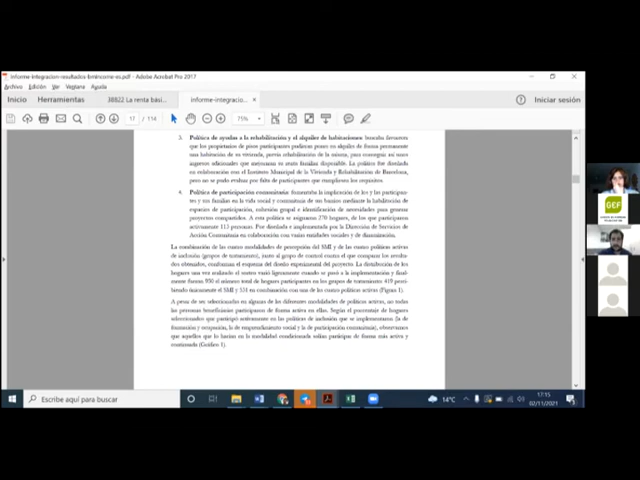 informe-integracion-resultados-bmincome-es.pdf - Adobe Acrobat Pro 2017
Archivo Edición Ver Ventana Ayuda
Inicio Herramientas 38822 La renta bási... informe-integracio... × Iniciar sesión
17 / 114 75%
3. Política de ayudas a la rehabilitación y el alquiler de habitaciones: buscaba favorecer
que los propietarios de pisos participantes pudieran poner en alquiler de forma permanente
una habitación de su vivienda, previa rehabilitación de la misma, para conseguir así unos
ingresos adicionales que mejoraran su renta familiar disponible. La política fue diseñada
en colaboración con el Instituto Municipal de la Vivienda y Rehabilitación de Barcelona,
pero no se pudo evaluar por falta de participantes que cumplieran los requisitos.
4. Política de participación comunitaria: fomentaba la implicación de los y las participan-
tes y sus familias en la vida social y comunitaria de sus barrios mediante la habilitación de
espacios de participación, cohesión grupal e identificación de necesidades para generar
proyectos compartidos. A esta política se asignaron 270 hogares, de los que participaron
activamente 113 personas. Fue diseñada e implementada por la Dirección de Servicios de
Acción Comunitaria en colaboración con varias entidades sociales y de dinamización.
La combinación de las cuatro modalidades de percepción del SMI y de las cuatro políticas activas
de inclusión (grupos de tratamiento), junto al grupo de control contra el que comparar los resulta-
dos obtenidos, conforman el esquema del diseño experimental del proyecto. La distribución de los
hogares una vez realizado el sorteo varió ligeramente cuando se pasó a la implementación y final-
mente fueron 950 el número total de hogares participantes en los grupos de tratamiento: 419 perci-
biendo únicamente el SMI y 531 en combinación con una de las cuatro políticas activas (Figura 1).
A pesar de ser seleccionados en algunas de las diferentes modalidades de políticas activas, no todas
las personas beneficiarias participaron de forma activa en ellas. Según el porcentaje de hogares
seleccionados que participó activamente en las políticas de inclusión que se implementaron (la de
formación y ocupación, la de emprendimiento social y la de participación comunitaria), observamos
que aquellos que lo hacían en la modalidad condicionada solían participar de forma más activa y
continuada (Gráfico 1).
Escribe aquí para buscar
14°C
17:15
02/11/2021
GEF